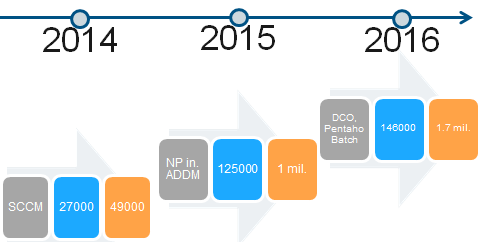 2014
2015
2016
DCO,
Pentaho
Batch
146000
1.7 mil.
NP in.
ADDM
125000
1 mil.
SCCM
27000
49000